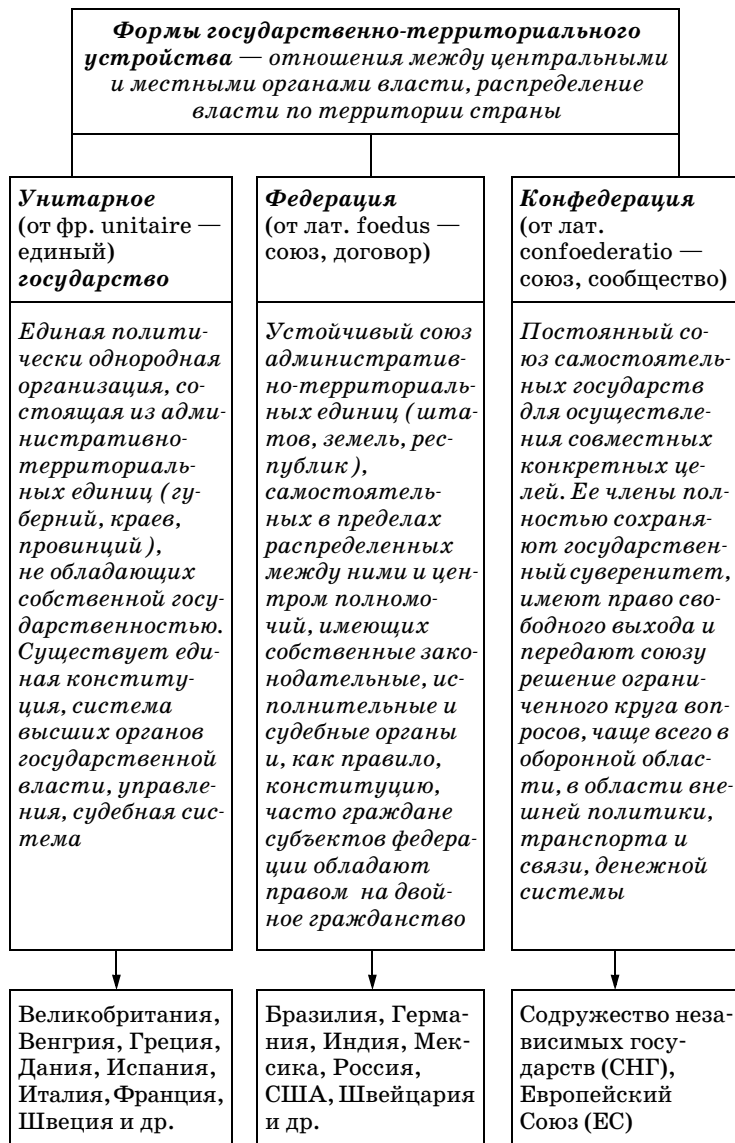 Формы государственно-территориального
устройства — отношения между центральными
и местными органами власти, распределение
власти по территории страны
Унитарное
(от фр. unitaire —
единый)
государство
Единая полити-
чески однородная
организация, со-
стоящая из адми-
нистративно-
территориаль-
ных единиц (гу-
берний, краев,
провинций),
не обладающих
собственной госу-
дарственностью.
Существует еди-
ная конститу-
ция, система
высших органов
государственной
власти, управле-
ния, судебная сис-
тема
Великобритания,
Венгрия, Греция,
Дания, Испания,
Италия, Франция,
Швеция и др.
Федерация
(от лат. foedus —
союз, договор)
Устойчивый союз
административ-
но-территориаль-
ных единиц (шта-
тов, земель, рес-
публик),
самостоятель-
ных в пределах
распределенных
между ними и цен-
тром полномо-
чий, имеющих
собственные зако-
нодательные, ис-
полнительные и
судебные органы
и, как правило,
конституцию,
часто граждане
субъектов федера-
ции обладают
правом на двой-
ное гражданство
Бразилия, Герма-
ния, Индия, Мек-
сика, Россия,
США, Швейцария
и др.
Конфедерация
(от лат.
confoederatio —
союз, сообщество)
Постоянный со-
юз самостоятель-
ных государств
для осуществле-
ния совместных
конкретных це-
лей. Ее члены пол-
ностью сохраня-
ют государствен-
ный суверенитет,
имеют право сво-
бодного выхода и
передают союзу
решение ограни-
ченного круга воп-
росов, чаще всего в
оборонной облас-
ти, в области вне-
шней политики,
транспорта и
связи, денежной
системы
Содружество неза-
висимых госу-
дарств (СНГ),
Европейский
Союз (ЕС)